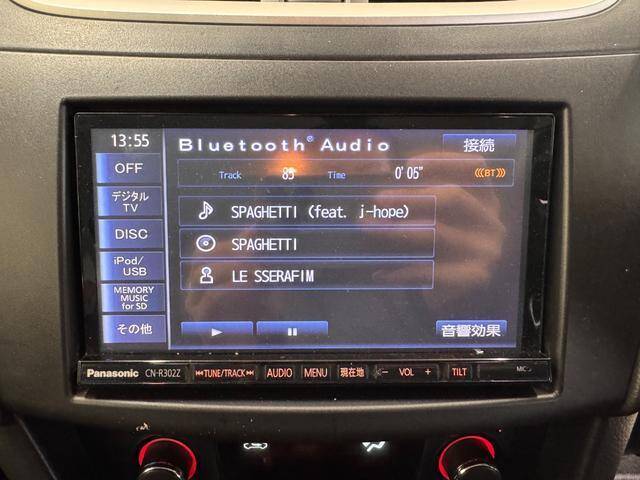 13:55
Bluetooth® Audio
接続
OFF
Track 85 Time 0'05"
BT
デジタル
TV
SPAGHETTI (feat. j-hope)
DISC
SPAGHETTI
iPod/
USB
LE SSERAFIM
MEMORY
MUSIC
for SD
その他
音響効果
Panasonic CN-R302Z TUNE/TRACK AUDIO MENU 現在地 － VOL ＋ TILT MIC